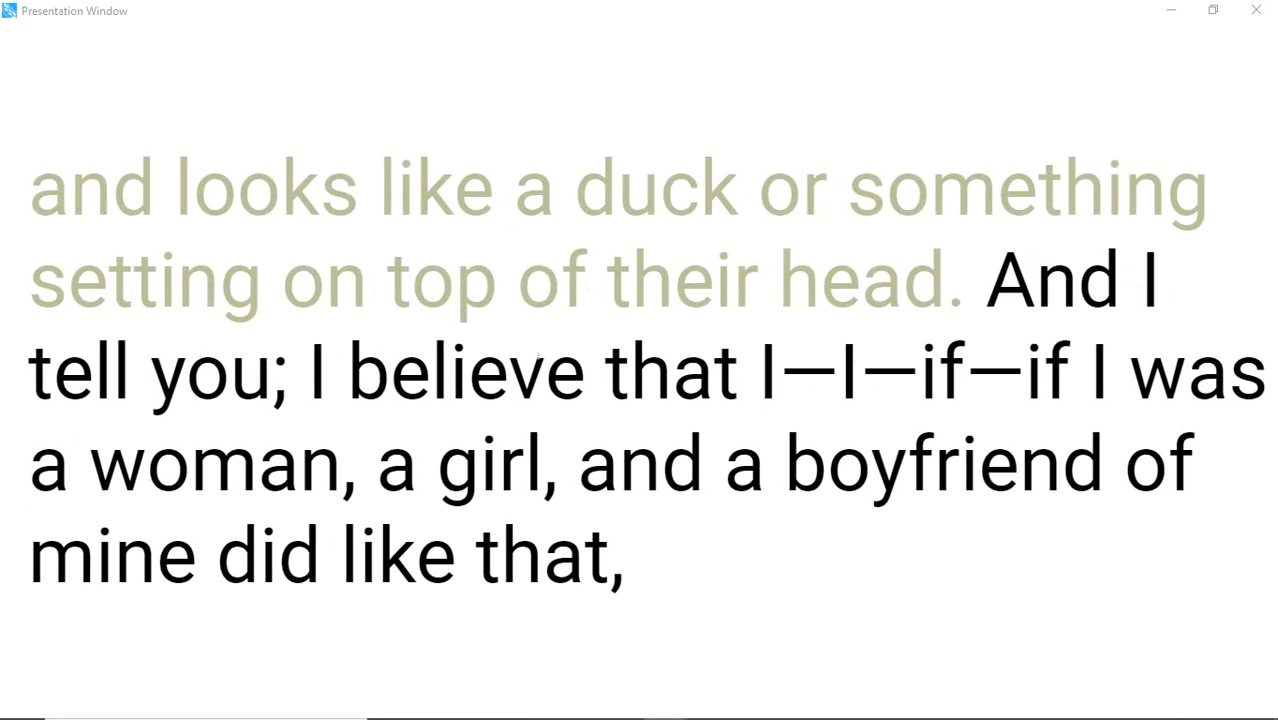 Presentation Window
and looks like a duck or something
setting on top of their head. And I
tell you; I believe that I—I—if—if I was
a woman, a girl, and a boyfriend of
mine did like that,